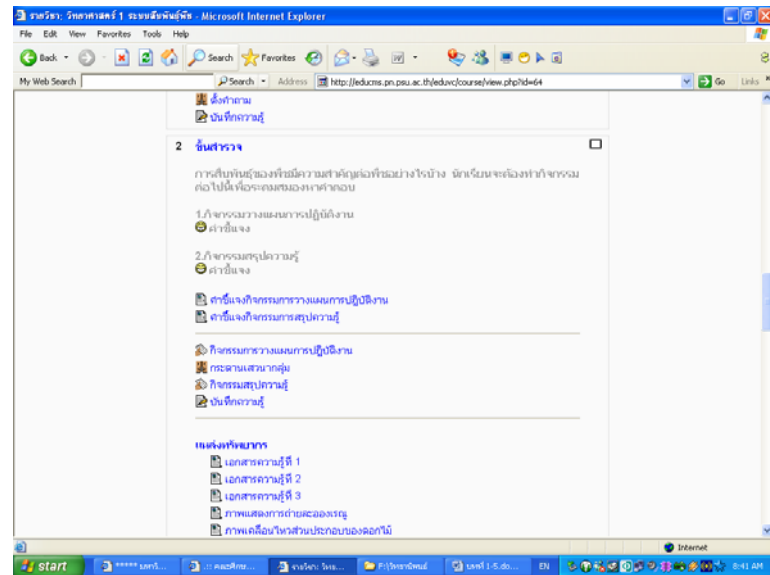 รายวิชา: วิทยาศาสตร์ 1 ระบบสืบพันธุ์พืช - Microsoft Internet Explorer
File Edit View Favorites Tools Help
Back Search Favorites
My Web Search Search Address http://educms.pn.psu.ac.th/eduvc/course/view.php?id=64 Go Links
ตั้งคำถาม
บันทึกความรู้
2 ขั้นสำรวจ
การสืบพันธุ์ของพืชมีความสำคัญต่อพืชอย่างไรบ้าง นักเรียนจะต้องทำกิจกรรม
ต่อไปนี้เพื่อระดมสมองหาคำตอบ
1.กิจกรรมวางแผนการปฏิบัติงาน
คำชี้แจง
2.กิจกรรมสรุปความรู้
คำชี้แจง
คำชี้แจงกิจกรรมการวางแผนการปฏิบัติงาน
คำชี้แจงกิจกรรมการสรุปความรู้
กิจกรรมการวางแผนการปฏิบัติงาน
กระดานเสวนากลุ่ม
กิจกรรมสรุปความรู้
บันทึกความรู้
แหล่งทรัพยากร
เอกสารความรู้ที่ 1
เอกสารความรู้ที่ 2
เอกสารความรู้ที่ 3
ภาพแสดงการถ่ายละอองเรณู
ภาพเคลื่อนไหวส่วนประกอบของดอกไม้
Internet
start F:\วิทยานิพนธ์ บทที่ 1-5.do... EN 8:41 AM